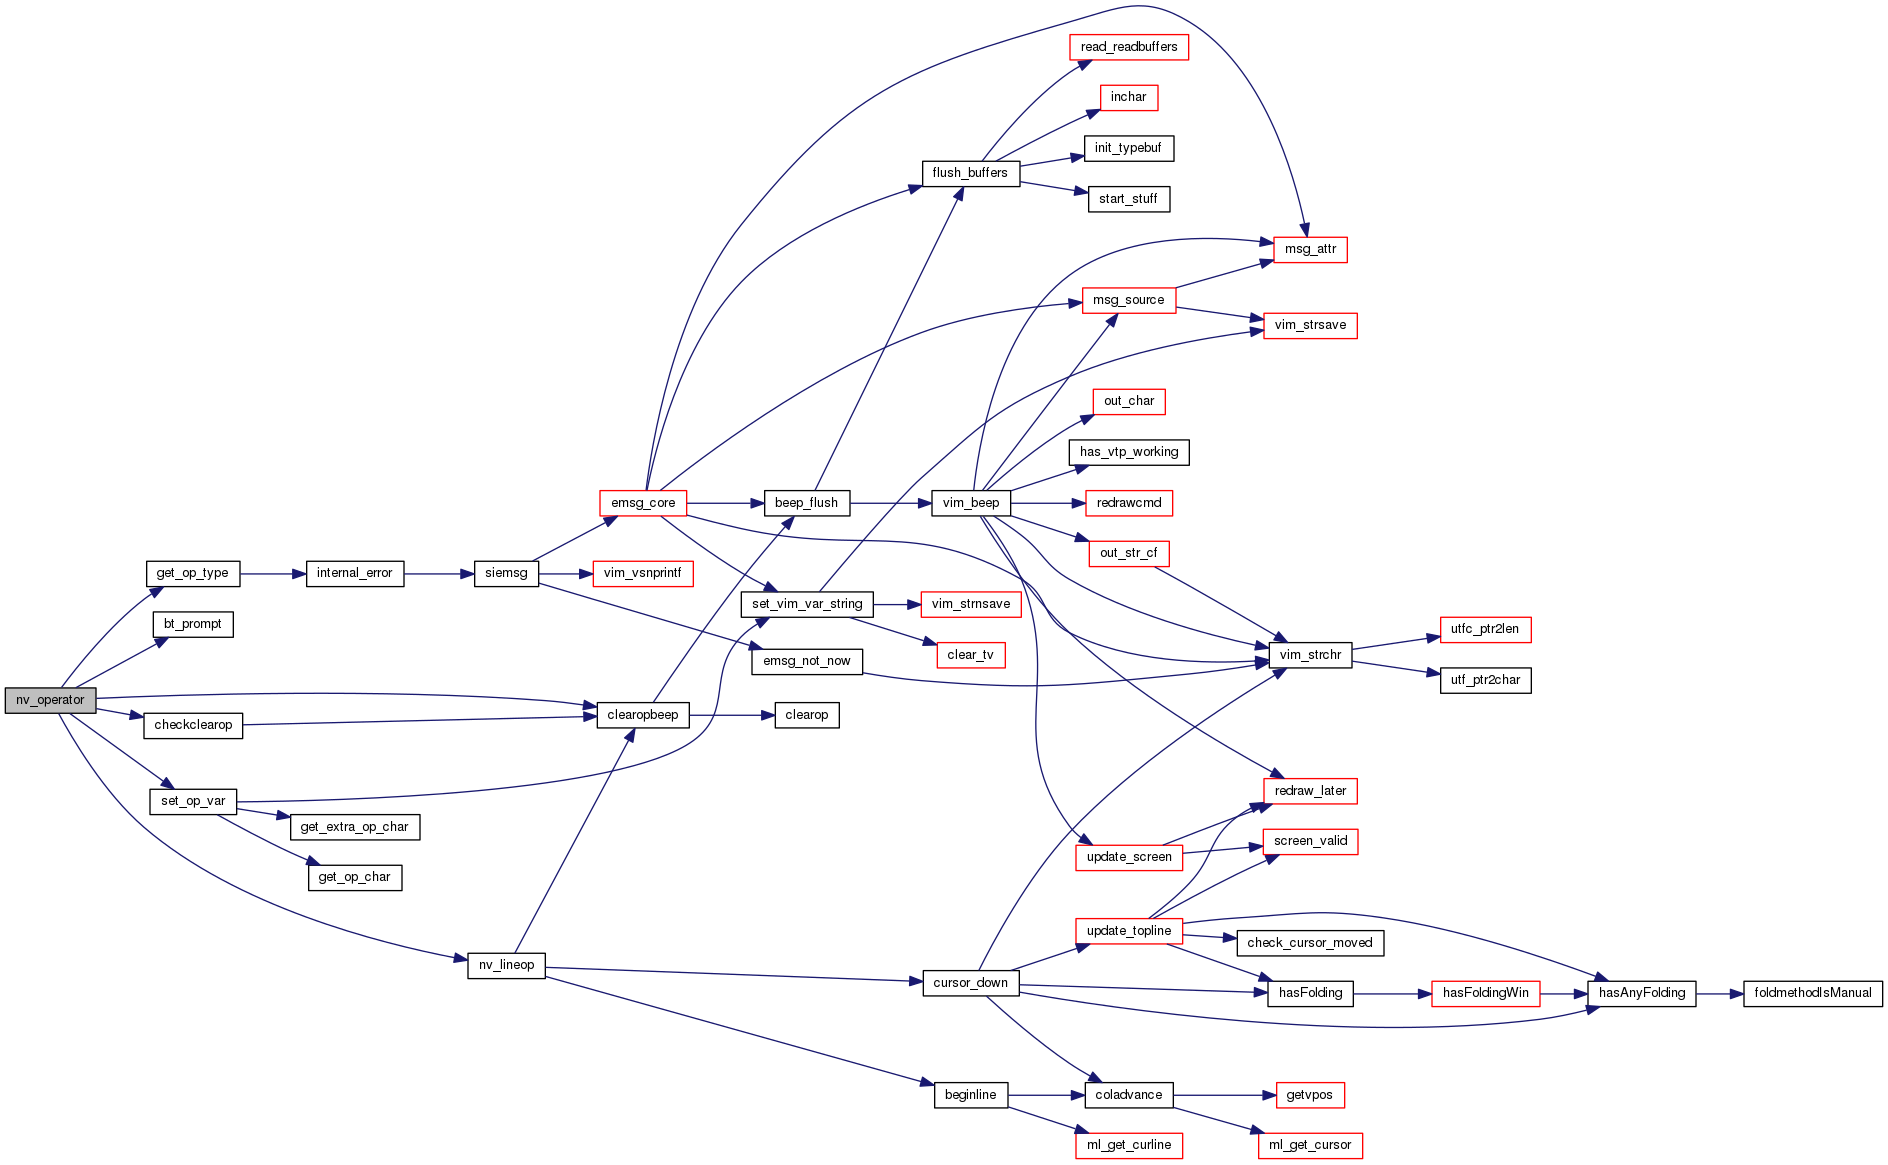 read_readbuffers
inchar
init_typebuf
flush_buffers
start_stuff
msg_attr
msg_source
vim_strsave
out_char
has_vtp_working
emsg_core
beep_flush
vim_beep
redrawcmd
out_str_cf
get_op_type
internal_error
siemsg
vim_vsnprintf
set_vim_var_string
vim_strnsave
bt_prompt
utfc_ptr2len
clear_tv
vim_strchr
emsg_not_now
utf_ptr2char
nv_operator
checkclearop
clearopbeep
clearop
redraw_later
set_op_var
get_extra_op_char
screen_valid
update_screen
get_op_char
update_topline
check_cursor_moved
nv_lineop
cursor_down
hasFolding
hasFoldingWin
hasAnyFolding
foldmethodIsManual
beginline
coladvance
getvpos
ml_get_curline
ml_get_cursor